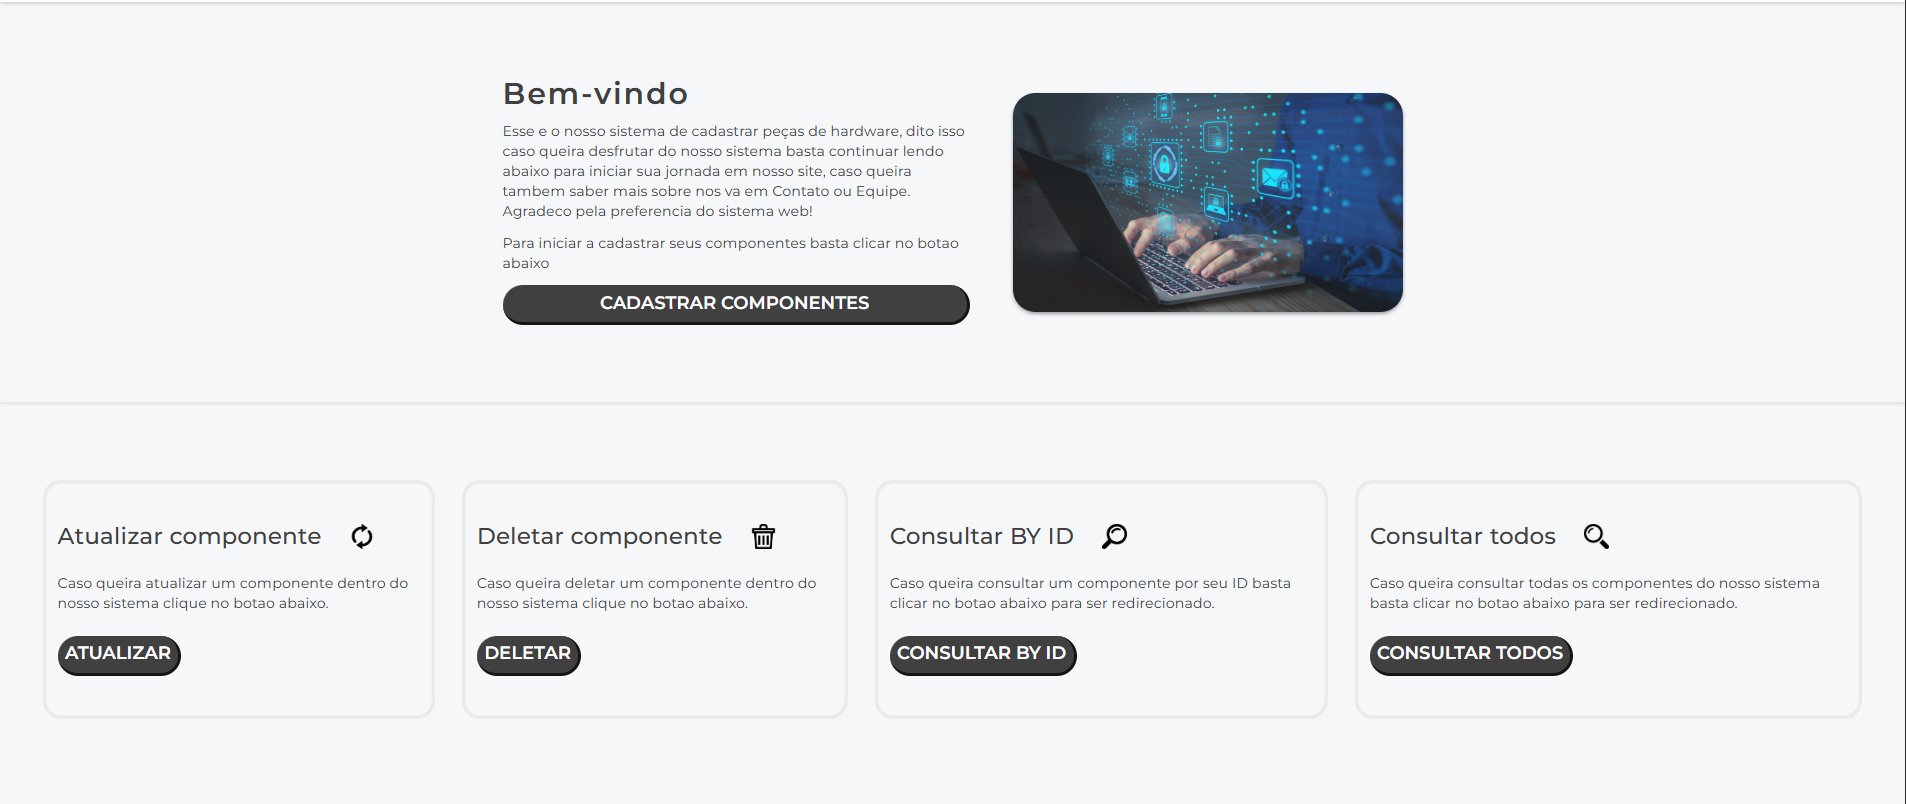 Bem-vindo
Esse e o nosso sistema de cadastrar peças de hardware, dito isso
caso queira desfrutar do nosso sistema basta continuar lendo
abaixo para iniciar sua jornada em nosso site, caso queira
tambem saber mais sobre nos va em Contato ou Equipe.
Agradeco pela preferencia do sistema web!
Para iniciar a cadastrar seus componentes basta clicar no botao
abaixo
CADASTRAR COMPONENTES
Atualizar componente
Caso queira atualizar um componente dentro do
nosso sistema clique no botao abaixo.
ATUALIZAR
Deletar componente
Caso queira deletar um componente dentro do
nosso sistema clique no botao abaixo.
DELETAR
Consultar BY ID
Caso queira consultar um componente por seu ID basta
clicar no botao abaixo para ser redirecionado.
CONSULTAR BY ID
Consultar todos
Caso queira consultar todas os componentes do nosso sistema
basta clicar no botao abaixo para ser redirecionado.
CONSULTAR TODOS